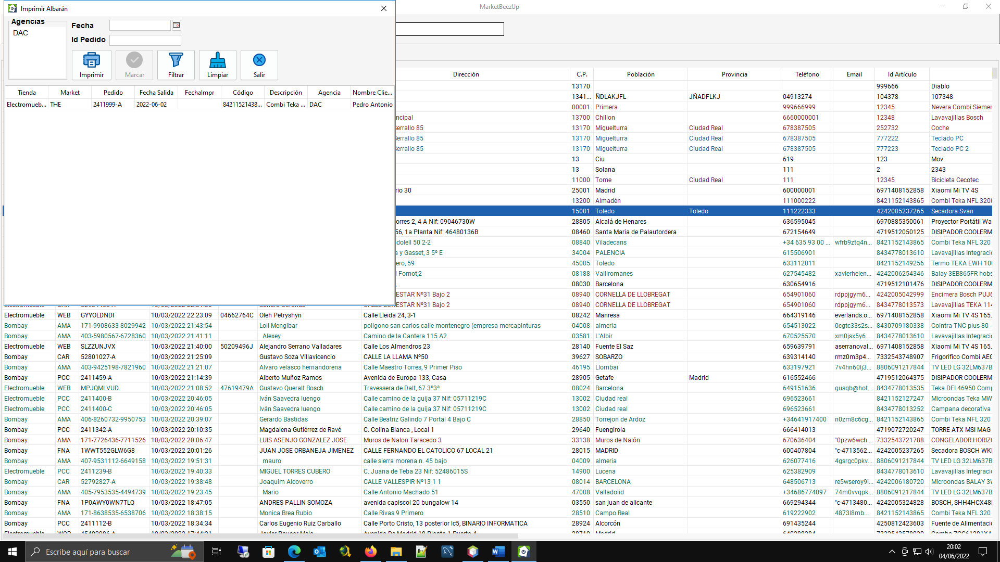 Imprimir Albarán
MarketBeezUp
Agencias
DAC
Fecha
Id Pedido
Imprimir Marcar Filtrar Limpiar Salir
Tienda Market Pedido Fecha Salida FechaImpr Código Descripción Agencia Nombre Clie...
Electromueb... THE 2411999-A 2022-06-02 84211521438... Combi Teka ... DAC Pedro Antonio
Dirección C.P. Población Provincia Teléfono Email Id Artículo
13170 999666 Diablo
1341... ÑDLAKJFL JÑADFLKJ 04913274 104378 107348
00001 Primera 999666999 12345 Nevera Combi Siemen
ncipal 13700 Chillon 6660000001 12348 Lavavajillas Bosch
Serrallo 85 13170 Miguelturra Ciudad Real 678387505 252732 Coche
Serrallo 85 13170 Miguelturra Ciudad Real 678387505 777222 Teclado PC
Serrallo 85 13170 Miguelturra Ciudad Real 678387505 777223 Teclado PC 2
13 Ciu 619 123 Mov
13 Solana 111 2 2343
11000 Tome Ciudad Real 111 12345 Bicicleta Cecotec
rio 30 25001 Madrid 600000001 6971408152858 Xiaomi Mi TV 4S
13200 Almadén 111000222 8421152143865 Combi Teka NFL 3200
15001 Toledo Toledo 111222333 4242005237265 Secadora Svan
orres 2, 4 A Nif: 09046730W 28805 Alcalá de Henares 636595045 6970885350061 Proyector Portátil Wa
56, 1a Planta Nif: 46480136B 08460 Santa Maria de Palautordera 672154649 4719512050125 DISIPADOR COOLERM
odolell 50 2-2 08840 Viladecans +34 635 93 00 ... wfrb9ztq4n... 8421152143865 Combi Teka NFL 320
a y Gasset, 3 5º E 34004 PALENCIA 615506901 8434778013610 Lavavajillas Integracio
ero, 59 45005 Toledo 633112011 8421152149256 Termo TEKA EWH 100
l Fornot,2 08188 Valllromanes 627545482 xavierhelen... 4242006254346 Balay 3EB865FR hobs
, 08030 Barcelona 630654916 4719512101476 DISIPADOR COOLERM
ESTAR Nº31 Bajo 2 08940 CORNELLA DE LLOBREGAT 654901060 rdppjgym6... 4242005042999 Encimera Bosch PUJ6
CALLE BONESTAR Nº31 Bajo 2 08940 CORNELLA DE LLOBREGAT 654901060 rdppjgym6... 8434778013573 Lavavajillas TEKA 114
Electromueble WEB GYYOLDNDI 10/03/2022 22:23:09 04662764C Oleh Petryshyn Calle Lleida 24, 3-1 08242 Manresa 664319146 everlands.o... 6971408152858 Xiaomi Mi TV 4S 165.
Bombay AMA 171-9908633-8029942 10/03/2022 21:43:54 Loli Mengibar poligono san carlos calle montenegro (empresa mercapinturas 04008 almeria 654513022 0cgtc33s2s... 8430709180338 Cointra TNC plus-80 -
Bombay AMA 403-5980567-6728360 10/03/2022 21:41:11 Alexey Camino de la Cantera 115 A2 03581 L'Albir 670525570 xm0jsx5y6... 8434778013610 Lavavajillas Integracio
Electromueble WEB SLZZUNJVX 10/03/2022 21:40:00 50209496J Alejandro Serrano Valladares Calle Los Almendros 23 28140 Fuente El Saz 659639791 aserranoval... 6971408152858 Xiaomi Mi TV 4S 165.
Bombay CAR 52801027-A 10/03/2022 21:25:09 Gustavo Soza Villavicencio CALLE LA LLAMA Nº50 39627 SOBARZO 639314140 rmz0m3p4... 7332543748907 Frigorifico Combi AEG
Bombay AMA 403-9425198-7821960 10/03/2022 21:21:07 Alvaro velasco hernandorena Calle Maestro Torres, 9 Primer Piso 46195 Llombai 633197921 7v4hn60lj3... 8806091217844 TV LED LG 32LM637B
Bombay PCC 2411459-A 10/03/2022 21:14:39 Alberto Muñoz Ramos Avenida de Europa 133, Casa 28905 Getafe Madrid 616552466 4719512064375 DISIPADOR COOLERM
Electromueble WEB MPJQMLVUD 10/03/2022 21:08:52 47619479A Gustavo Queralt Bosch Travessera de Dalt, 67 3º3ª 08024 Barcelona 649151636 gusqb@hot... 8434778013535 Teka DFI 46950 Comp
Electromueble PCC 2411400-B 10/03/2022 20:46:05 Iván Saavedra luengo Calle camino de la guija 37 Nif: 05711219C 13002 Ciudad real 696523661 8421152127247 Microondas Teka MW
Electromueble PCC 2411400-C 10/03/2022 20:46:05 Iván Saavedra luengo Calle camino de la guija 37 Nif: 05711219C 13002 Ciudad real 696523661 8434778013252 Campana decorativa
Bombay AMA 406-8260732-9950753 10/03/2022 20:39:07 Gerardo Bastidas Calle Beatriz Galindo 7 Portal 4 Bajo C 28850 Torrejon de Ardoz +34641917400 n0zm8c6cg... 8421152143865 Combi Teka NFL 320
Bombay PCC 2411342-A 10/03/2022 20:10:35 Magdalena Gutiérrez de Ravé C. Colina Blanca , Local 1 29640 Fuengirola 666414013 4719072720247 TORRE ATX MSI MAG
Bombay AMA 171-7726436-7711526 10/03/2022 20:06:47 LUIS ASENJO GONZALEZ JOSE Muros de Nalon Taracedo 3 33138 Muros de Nalón 670636404 "0pzw6wch... 7332543721788 CONGELADOR HORIZO
Bombay FNA 1WWT552GLW6G8 10/03/2022 20:01:26 JUAN JOSE ORBANEJA JIMENEZ CALLE FERNANDO EL CATOLICO 67 LOCAL 21 28015 MADRID 600407804 "c-4713562... 4242005237265 Secadora BOSCH WKI
Bombay AMA 407-9531112-6649158 10/03/2022 19:51:31 mauro calle sierra morena n. 45 bajo 04009 almeria 626077416 4gsrgc0pkv... 8806091217844 TV LED LG 32LM637B
Electromueble PCC 2411239-B 10/03/2022 19:40:33 MIGUEL TORRES CUBERO C. Juana de Teba 23 Nif: 52486015S 14900 Lucena 625382909 8434778013610 Lavavajillas Integracio
Bombay CAR 52792827-A 10/03/2022 19:38:48 Joaquim Alcoverro CALLE VALLESPIR Nº13 1 1 08014 BARCELONA 648506713 re5wseroy9i... 4242006180720 Microondas BALAY 3W
Bombay AMA 405-7953535-4494739 10/03/2022 19:23:45 Mario Calle Antonio Machado 51 47008 Valladolid +34686774097 74m0vvqpk... 8806091217844 TV LED LG 32LM637B
Bombay FNA 1P0AWY0WN7TLQ 10/03/2022 18:47:05 ANDRES PALLIN SOMOZA avenida capiscol 20 bungalow 14 03550 san juan de alicante 669294344 "c-4713480... 4242005324828 BOSCH, SHH4HCX48E
Bombay AMA 171-8638535-6538706 10/03/2022 18:38:15 Monica Brea Rubio Calle Rivas 9 Primero 28510 Campo Real 619222902 4873l8mb... 8421152143865 Combi Teka NFL 320
Bombay PCC 2411112-B 10/03/2022 18:34:34 Carlos Eugenio Ruiz Carballo Calle Porto Cristo, 13 posterior lc5, BINARIO INFORMATICA 28924 Alcorcón 691435244 4250812423603 Fuente de Alimentacio
Escribe aquí para buscar
20:02
04/06/2022